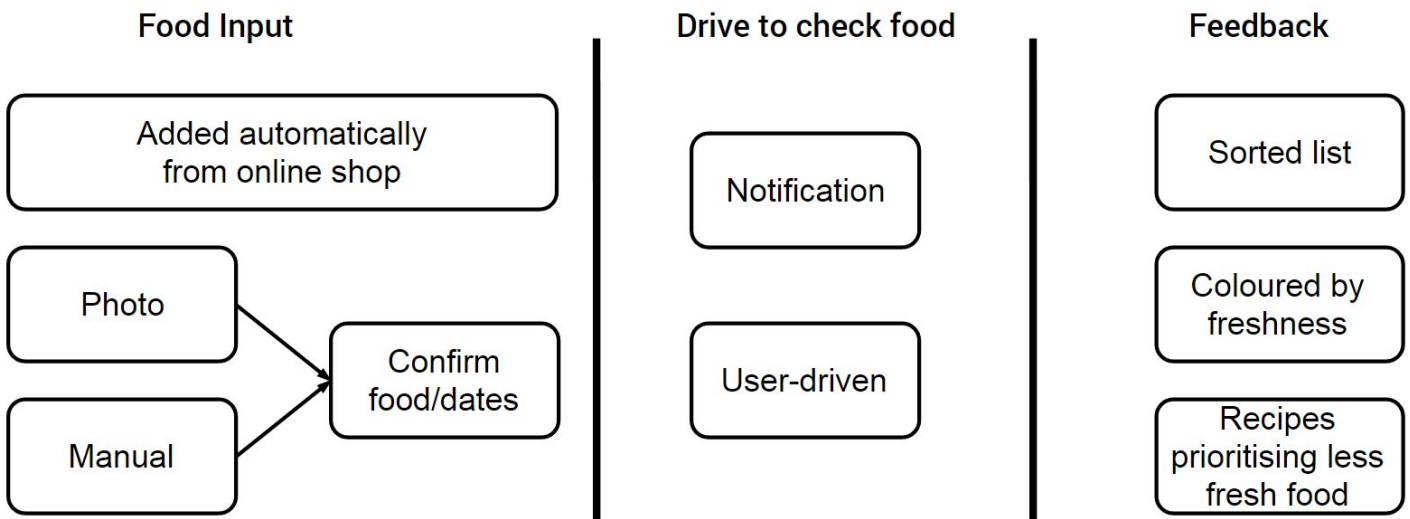 Food Input
Added automatically
from online shop
Photo
Manual
Confirm
food/dates
Drive to check food
Notification
User-driven
Feedback
Sorted list
Coloured by
freshness
Recipes
prioritising less
fresh food